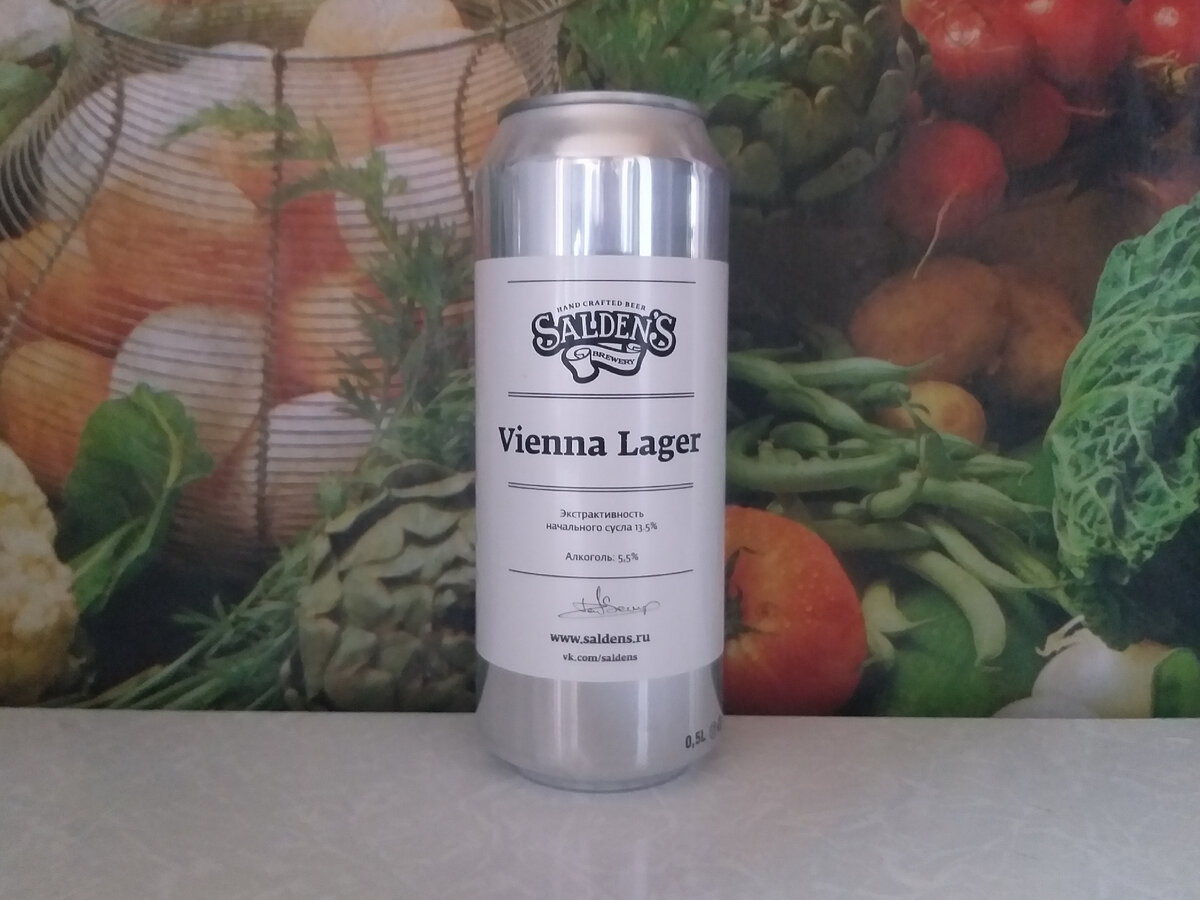 HAND CRAFTED BEER
SALDEN'S
BREWERY
Vienna Lager
Экстрактивность
начального сусла 13.5%
Алкоголь: 5,5%
www.saldens.ru
vk.com/saldens
0,5L